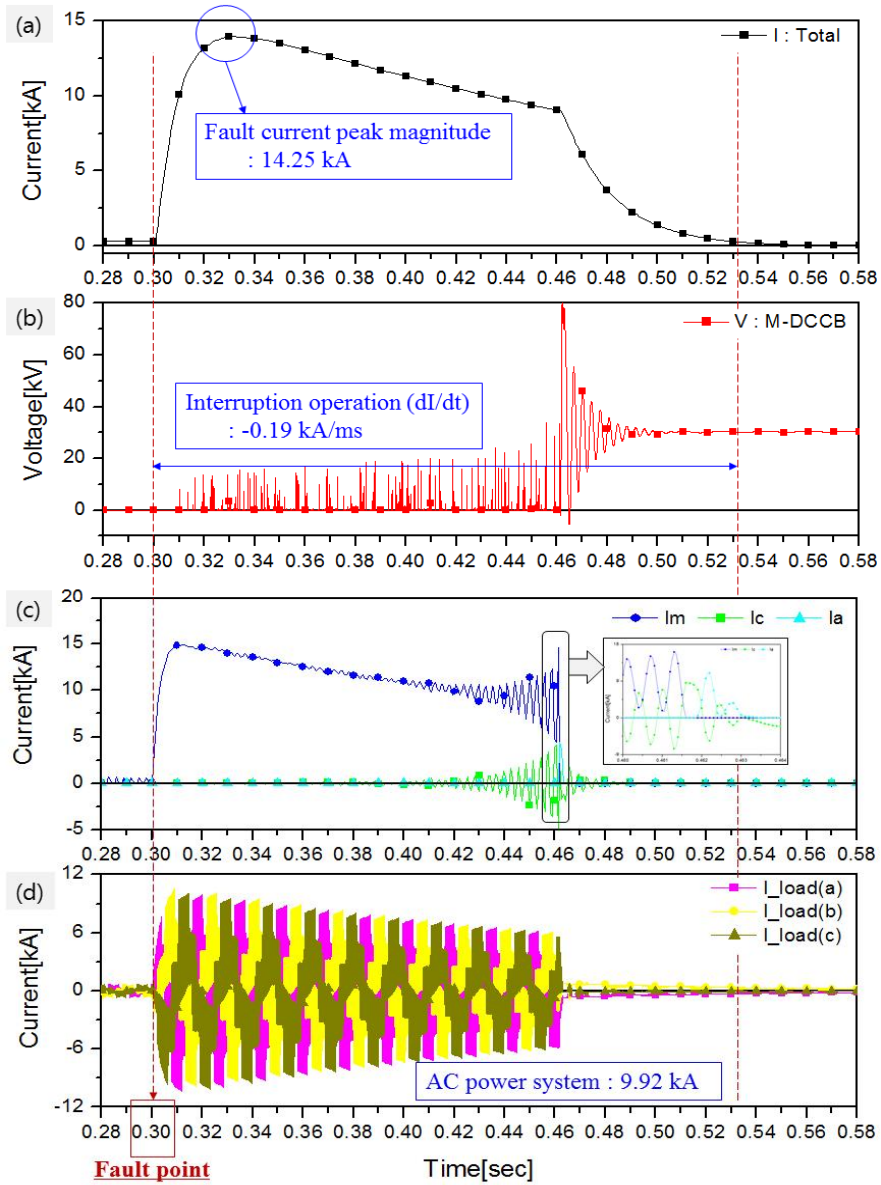 (a)
15
10
5
0
Current[kA]
I : Total
Fault current peak magnitude
: 14.25 kA
0.28 0.30 0.32 0.34 0.36 0.38 0.40 0.42 0.44 0.46 0.48 0.50 0.52 0.54 0.56 0.58
(b)
80
60
40
20
0
Voltage[kV]
V : M-DCCB
Interruption operation (dI/dt)
: -0.19 kA/ms
0.28 0.30 0.32 0.34 0.36 0.38 0.40 0.42 0.44 0.46 0.48 0.50 0.52 0.54 0.56 0.58
(c)
20
15
10
5
0
-5
Current[kA]
Im Ic Ia
0.28 0.30 0.32 0.34 0.36 0.38 0.40 0.42 0.44 0.46 0.48 0.50 0.52 0.54 0.56 0.58
(d)
12
6
0
-6
-12
Current[kA]
I_load(a)
I_load(b)
I_load(c)
AC power system : 9.92 kA
0.28 0.30 0.32 0.34 0.36 0.38 0.40 0.42 0.44 0.46 0.48 0.50 0.52 0.54 0.56 0.58
Fault point
Time[sec]